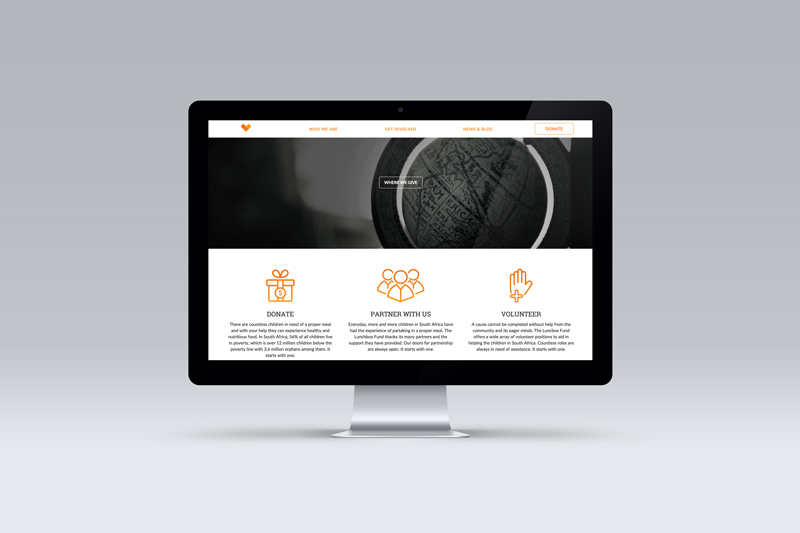 WHO WE ARE
GET INVOLVED
NEWS & BLOG
DONATE
WHERE WE GIVE
$
DONATE
There are countless children in need of a proper meal
and with your help they can experience healthy and
nutritious food. In South Africa, 56% of all children live
in poverty, which is over 12 million children below the
poverty line with 3.6 million orphans among them. It
starts with one.
PARTNER WITH US
Everyday, more and more children in South Africa have
had the experience of partaking in a proper meal. The
Lunchbox Fund thanks its many partners and the
support they have provided. Our doors for partnership
are always open. It starts with one.
VOLUNTEER
A cause cannot be completed without help from the
community and its eager minds. The Luncbox Fund
offers a wide array of volunteer positions to aid in
helping the children in South Africa. Countless roles are
always in need of assistance. It starts with one.